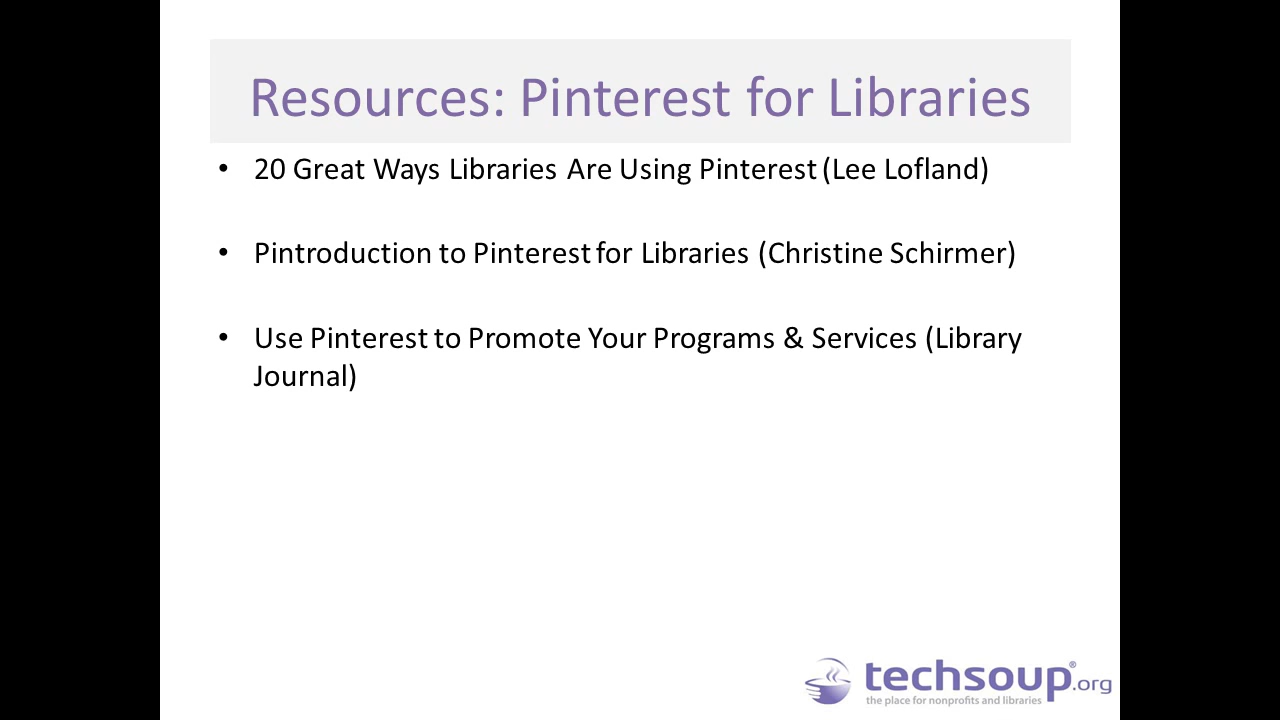 Resources: Pinterest for Libraries
• 20 Great Ways Libraries Are Using Pinterest (Lee Lofland)
• Pintroduction to Pinterest for Libraries (Christine Schirmer)
• Use Pinterest to Promote Your Programs & Services (Library
Journal)
techsoup®.org
the place for nonprofits and libraries